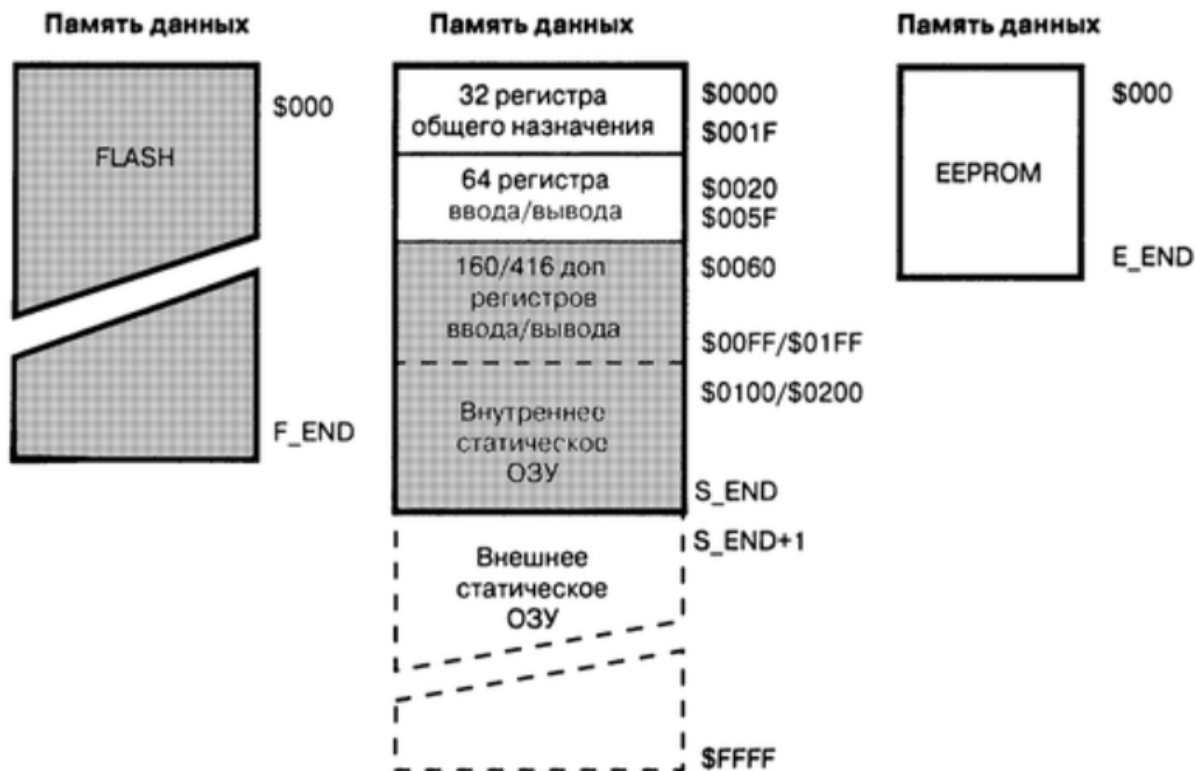 Память данных
$000
FLASH
F_END
Память данных
32 регистра
общего назначения
$0000
$001F
64 регистра
ввода/вывода
$0020
$005F
160/416 доп
регистров
ввода/вывода
$0060
$00FF/$01FF
$0100/$0200
Внутреннее
статическое
ОЗУ
S_END
S_END+1
Внешнее
статическое
ОЗУ
$FFFF
Память данных
$000
EEPROM
E_END